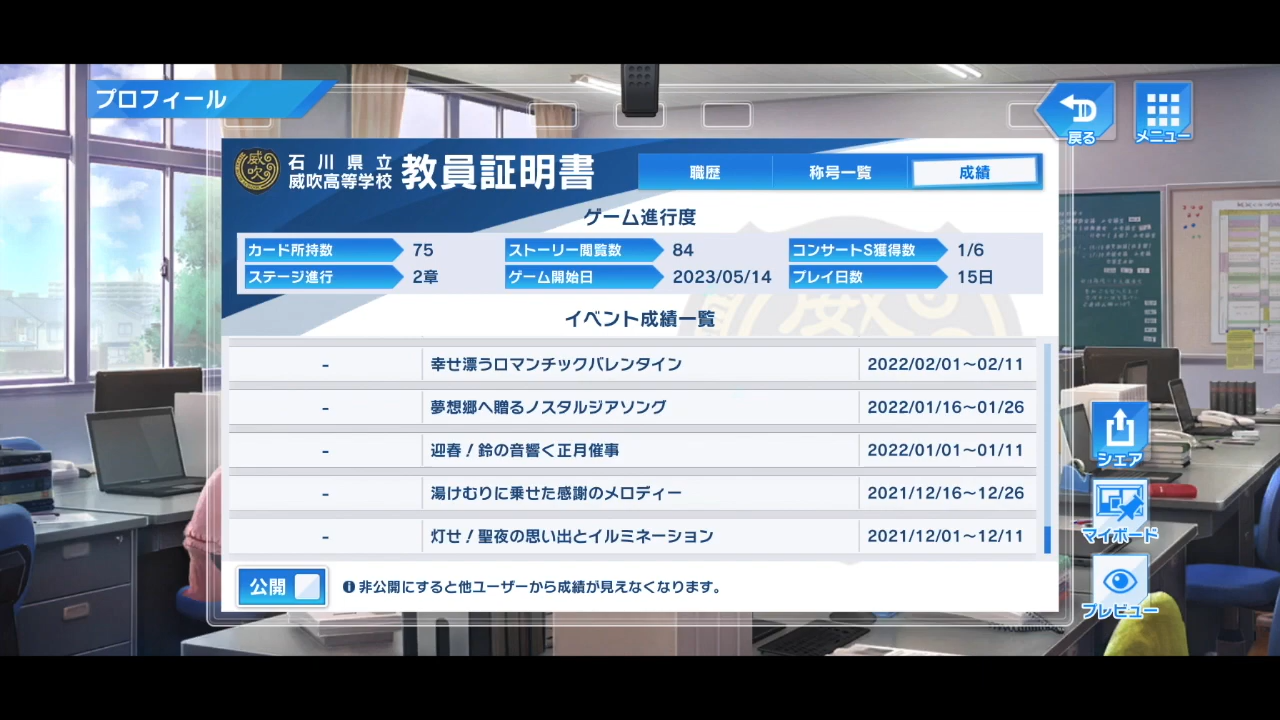 プロフィール
戻る
メニュー
威吹
石川県立
威吹高等学校
教員証明書
職歴
称号一覧
成績
ゲーム進行度
カード所持数 75
ストーリー閲覧数 84
コンサートS獲得数 1/6
ステージ進行 2章
ゲーム開始日 2023/05/14
プレイ日数 15日
イベント成績一覧
- 幸せ漂うロマンチックバレンタイン 2022/02/01～02/11
- 夢想郷へ贈るノスタルジアソング 2022/01/16～01/26
- 迎春！鈴の音響く正月催事 2022/01/01～01/11
- 湯けむりに乗せた感謝のメロディー 2021/12/16～12/26
- 灯せ！聖夜の思い出とイルミネーション 2021/12/01～12/11
シェア
マイボード
プレビュー
公開
非公開にすると他ユーザーから成績が見えなくなります。